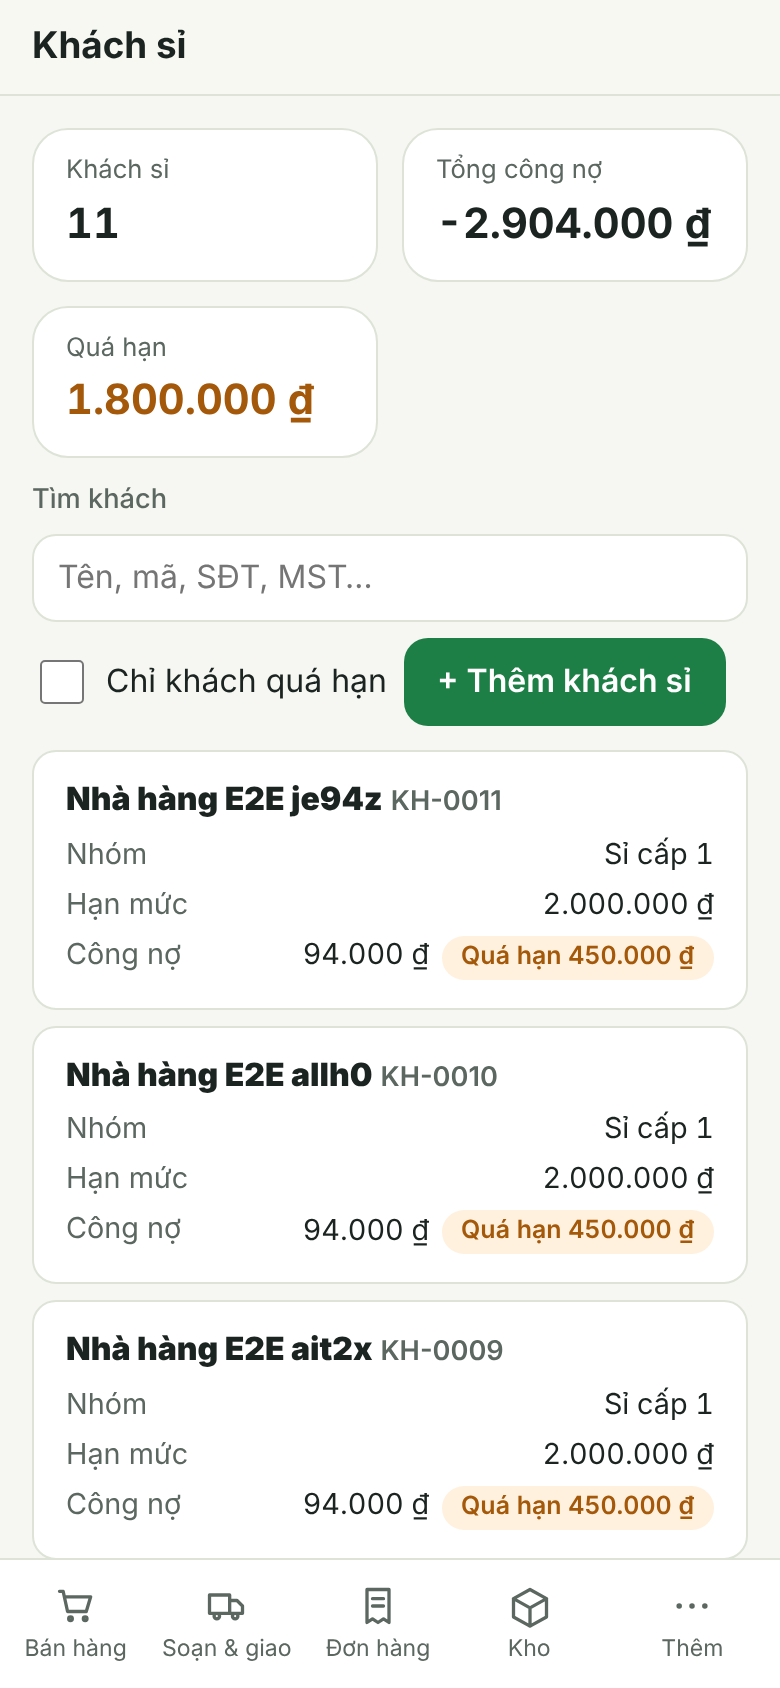 Khách sỉ
Khách sỉ
11
Tổng công nợ
-2.904.000 ₫
Quá hạn
1.800.000 ₫
Tìm khách
Tên, mã, SĐT, MST...
Chỉ khách quá hạn
+ Thêm khách sỉ
Nhà hàng E2E je94z KH-0011
Nhóm Sỉ cấp 1
Hạn mức 2.000.000 ₫
Công nợ 94.000 ₫ Quá hạn 450.000 ₫
Nhà hàng E2E allh0 KH-0010
Nhóm Sỉ cấp 1
Hạn mức 2.000.000 ₫
Công nợ 94.000 ₫ Quá hạn 450.000 ₫
Nhà hàng E2E ait2x KH-0009
Nhóm Sỉ cấp 1
Hạn mức 2.000.000 ₫
Công nợ 94.000 ₫ Quá hạn 450.000 ₫
Bán hàng Soạn & giao Đơn hàng Kho Thêm